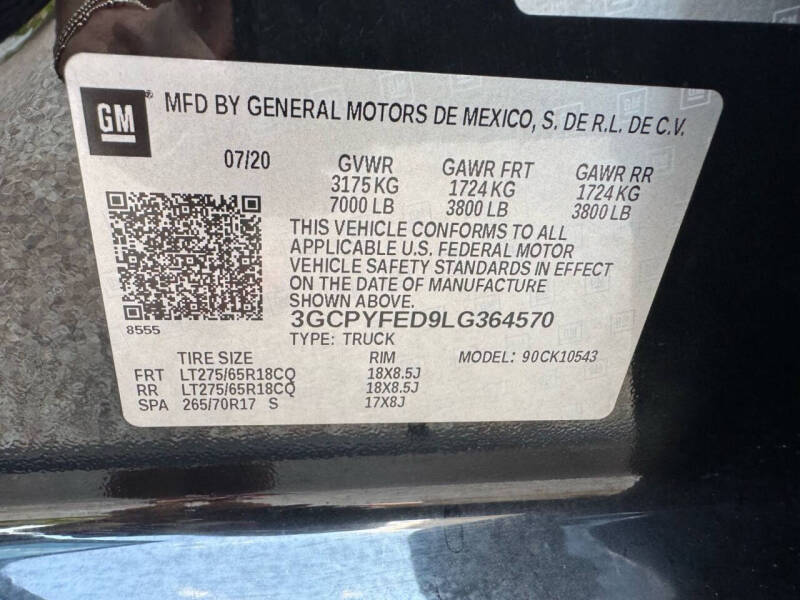 GM® MFD BY GENERAL MOTORS DE MEXICO, S. DE R.L. DE C.V.
07/20 GVWR GAWR FRT GAWR RR
3175 KG 1724 KG 1724 KG
7000 LB 3800 LB 3800 LB
THIS VEHICLE CONFORMS TO ALL
APPLICABLE U.S. FEDERAL MOTOR
VEHICLE SAFETY STANDARDS IN EFFECT
ON THE DATE OF MANUFACTURE
SHOWN ABOVE.
8555 3GCPYFED9LG364570
TYPE: TRUCK MODEL: 90CK10543
TIRE SIZE RIM
FRT LT275/65R18CQ 18X8.5J
RR LT275/65R18CQ 18X8.5J
SPA 265/70R17 S 17X8J